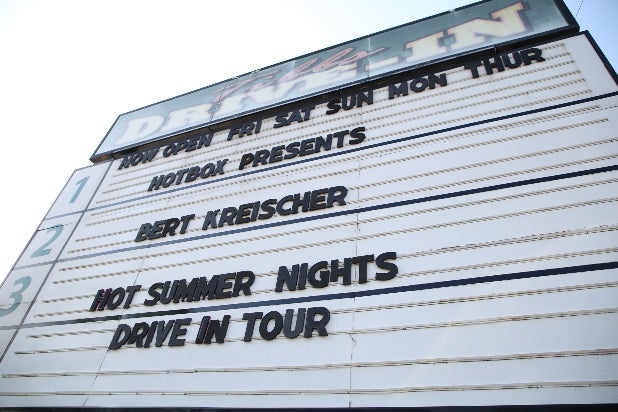 DRIVE-IN
NOW OPEN FRI SAT SUN MON THUR
HOTBOX PRESENTS
1
BERT KREISCHER
2
HOT SUMMER NIGHTS
3
DRIVE IN TOUR